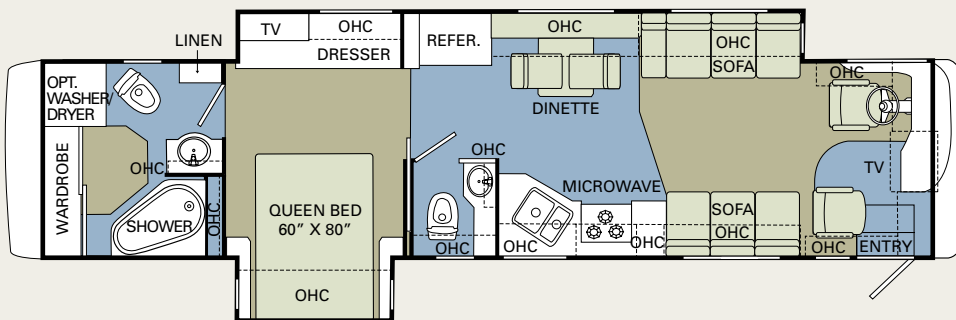 TV
OHC
DRESSER
LINEN
REFER.
OHC
DINETTE
OHC
SOFA
OHC
OPT.
WASHER/
DRYER
WARDROBE
OHC
SHOWER
OHC
QUEEN BED
60” X 80”
OHC
OHC
OHC
MICROWAVE
OHC
OHC
SOFA
OHC
TV
OHC
ENTRY